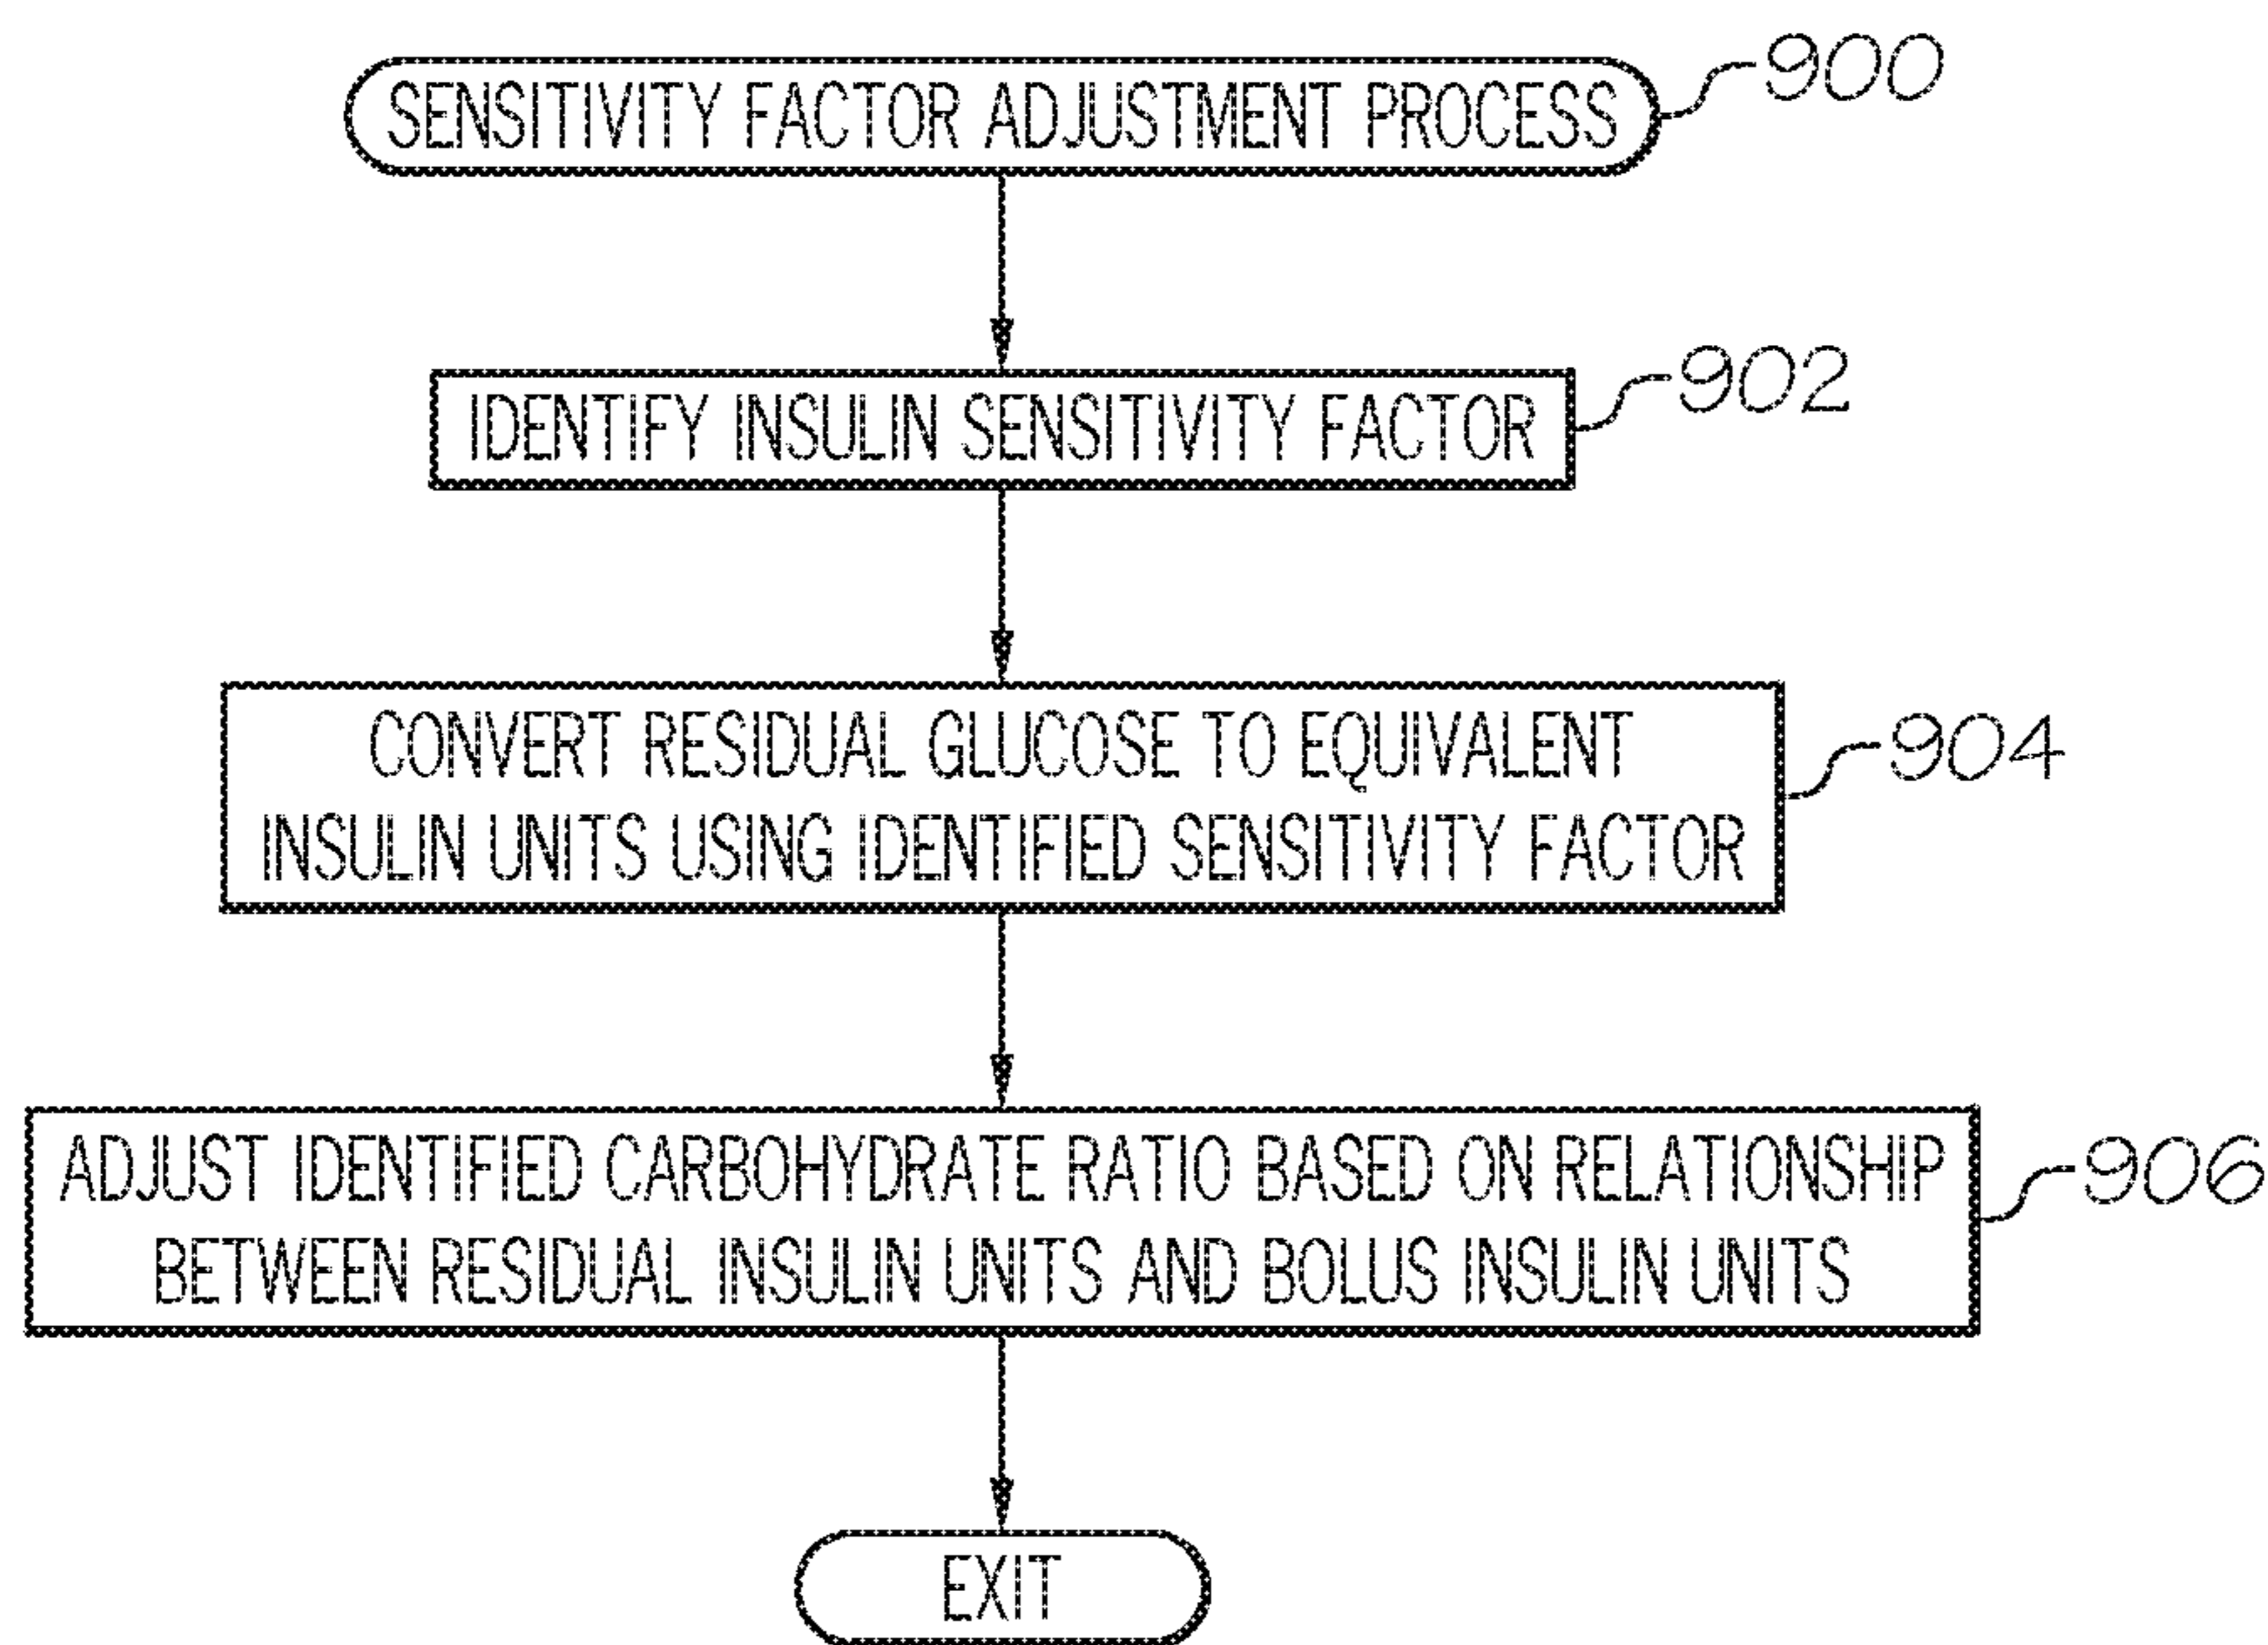 SENSITIVITY FACTOR ADJUSTMENT PROCESS
900
IDENTIFY INSULIN SENSITIVITY FACTOR
902
CONVERT RESIDUAL GLUCOSE TO EQUIVALENT
INSULIN UNITS USING IDENTIFIED SENSITIVITY FACTOR
904
ADJUST IDENTIFIED CARBOHYDRATE RATIO BASED ON RELATIONSHIP
BETWEEN RESIDUAL INSULIN UNITS AND BOLUS INSULIN UNITS
906
EXIT